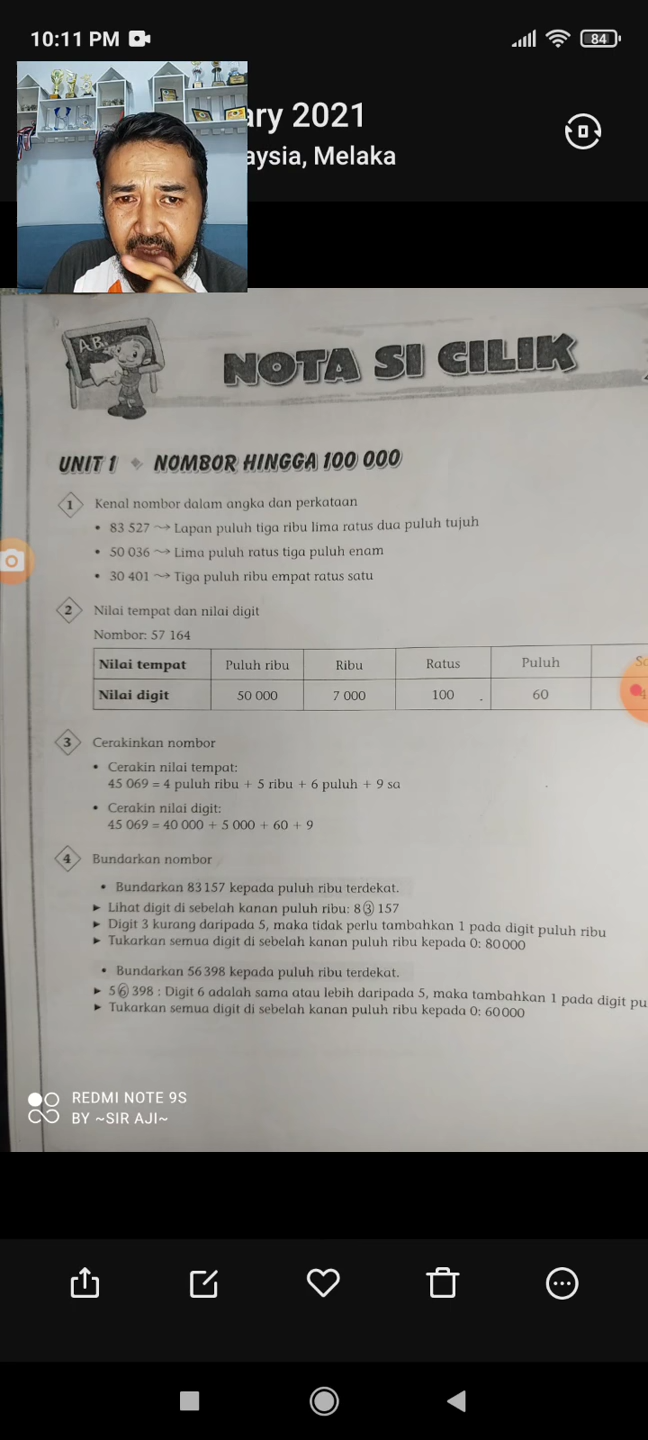 10:11 PM
84
ary 2021
aysia, Melaka
A B
NOTA SI CILIK
UNIT 1 NOMBOR HINGGA 100 000
1 Kenal nombor dalam angka dan perkataan
• 83 527 → Lapan puluh tiga ribu lima ratus dua puluh tujuh
• 50 036 → Lima puluh ratus tiga puluh enam
• 30 401 → Tiga puluh ribu empat ratus satu
2 Nilai tempat dan nilai digit
Nombor: 57 164
Nilai tempat Puluh ribu Ribu Ratus Puluh
Nilai digit 50 000 7 000 100 60 4
3 Cerakinkan nombor
• Cerakin nilai tempat:
45 069 = 4 puluh ribu + 5 ribu + 6 puluh + 9 sa
• Cerakin nilai digit:
45 069 = 40 000 + 5 000 + 60 + 9
4 Bundarkan nombor
• Bundarkan 83 157 kepada puluh ribu terdekat.
► Lihat digit di sebelah kanan puluh ribu: 8③ 157
► Digit 3 kurang daripada 5, maka tidak perlu tambahkan 1 pada digit puluh ribu
► Tukarkan semua digit di sebelah kanan puluh ribu kepada 0: 80 000
• Bundarkan 56 398 kepada puluh ribu terdekat.
► 5⑥ 398 : Digit 6 adalah sama atau lebih daripada 5, maka tambahkan 1 pada digit pu
► Tukarkan semua digit di sebelah kanan puluh ribu kepada 0: 60 000
REDMI NOTE 9S
BY ~SIR AJI~